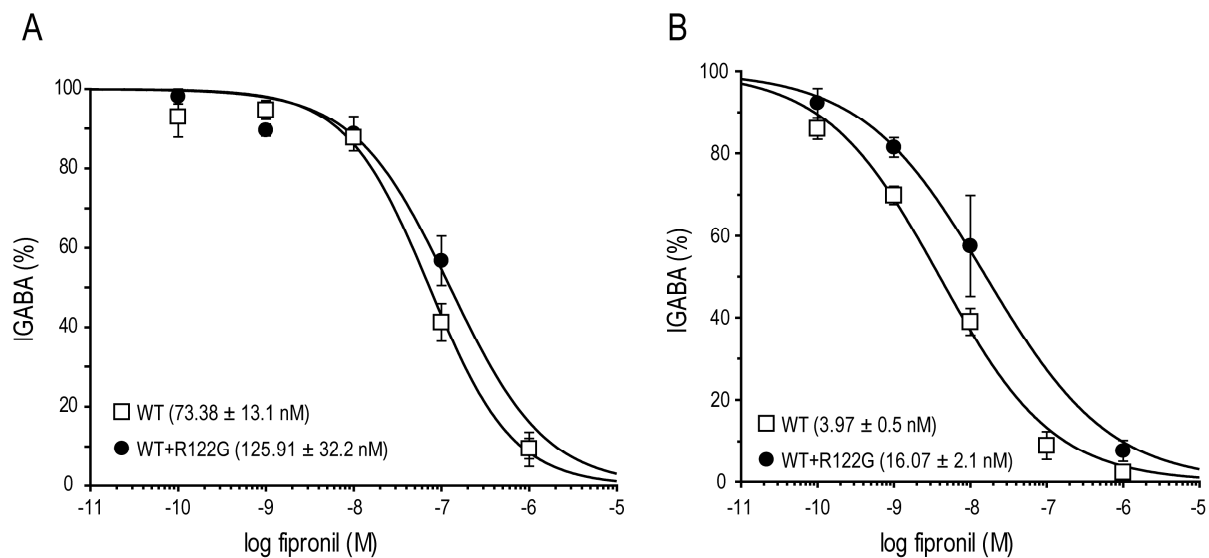 A
100
80
60
40
20
0
IGABA (%)
WT (73.38 ± 13.1 nM)
WT+R122G (125.91 ± 32.2 nM)
-11 -10 -9 -8 -7 -6 -5
log fipronil (M)
B
100
80
60
40
20
0
IGABA (%)
WT (3.97 ± 0.5 nM)
WT+R122G (16.07 ± 2.1 nM)
-11 -10 -9 -8 -7 -6 -5
log fipronil (M)